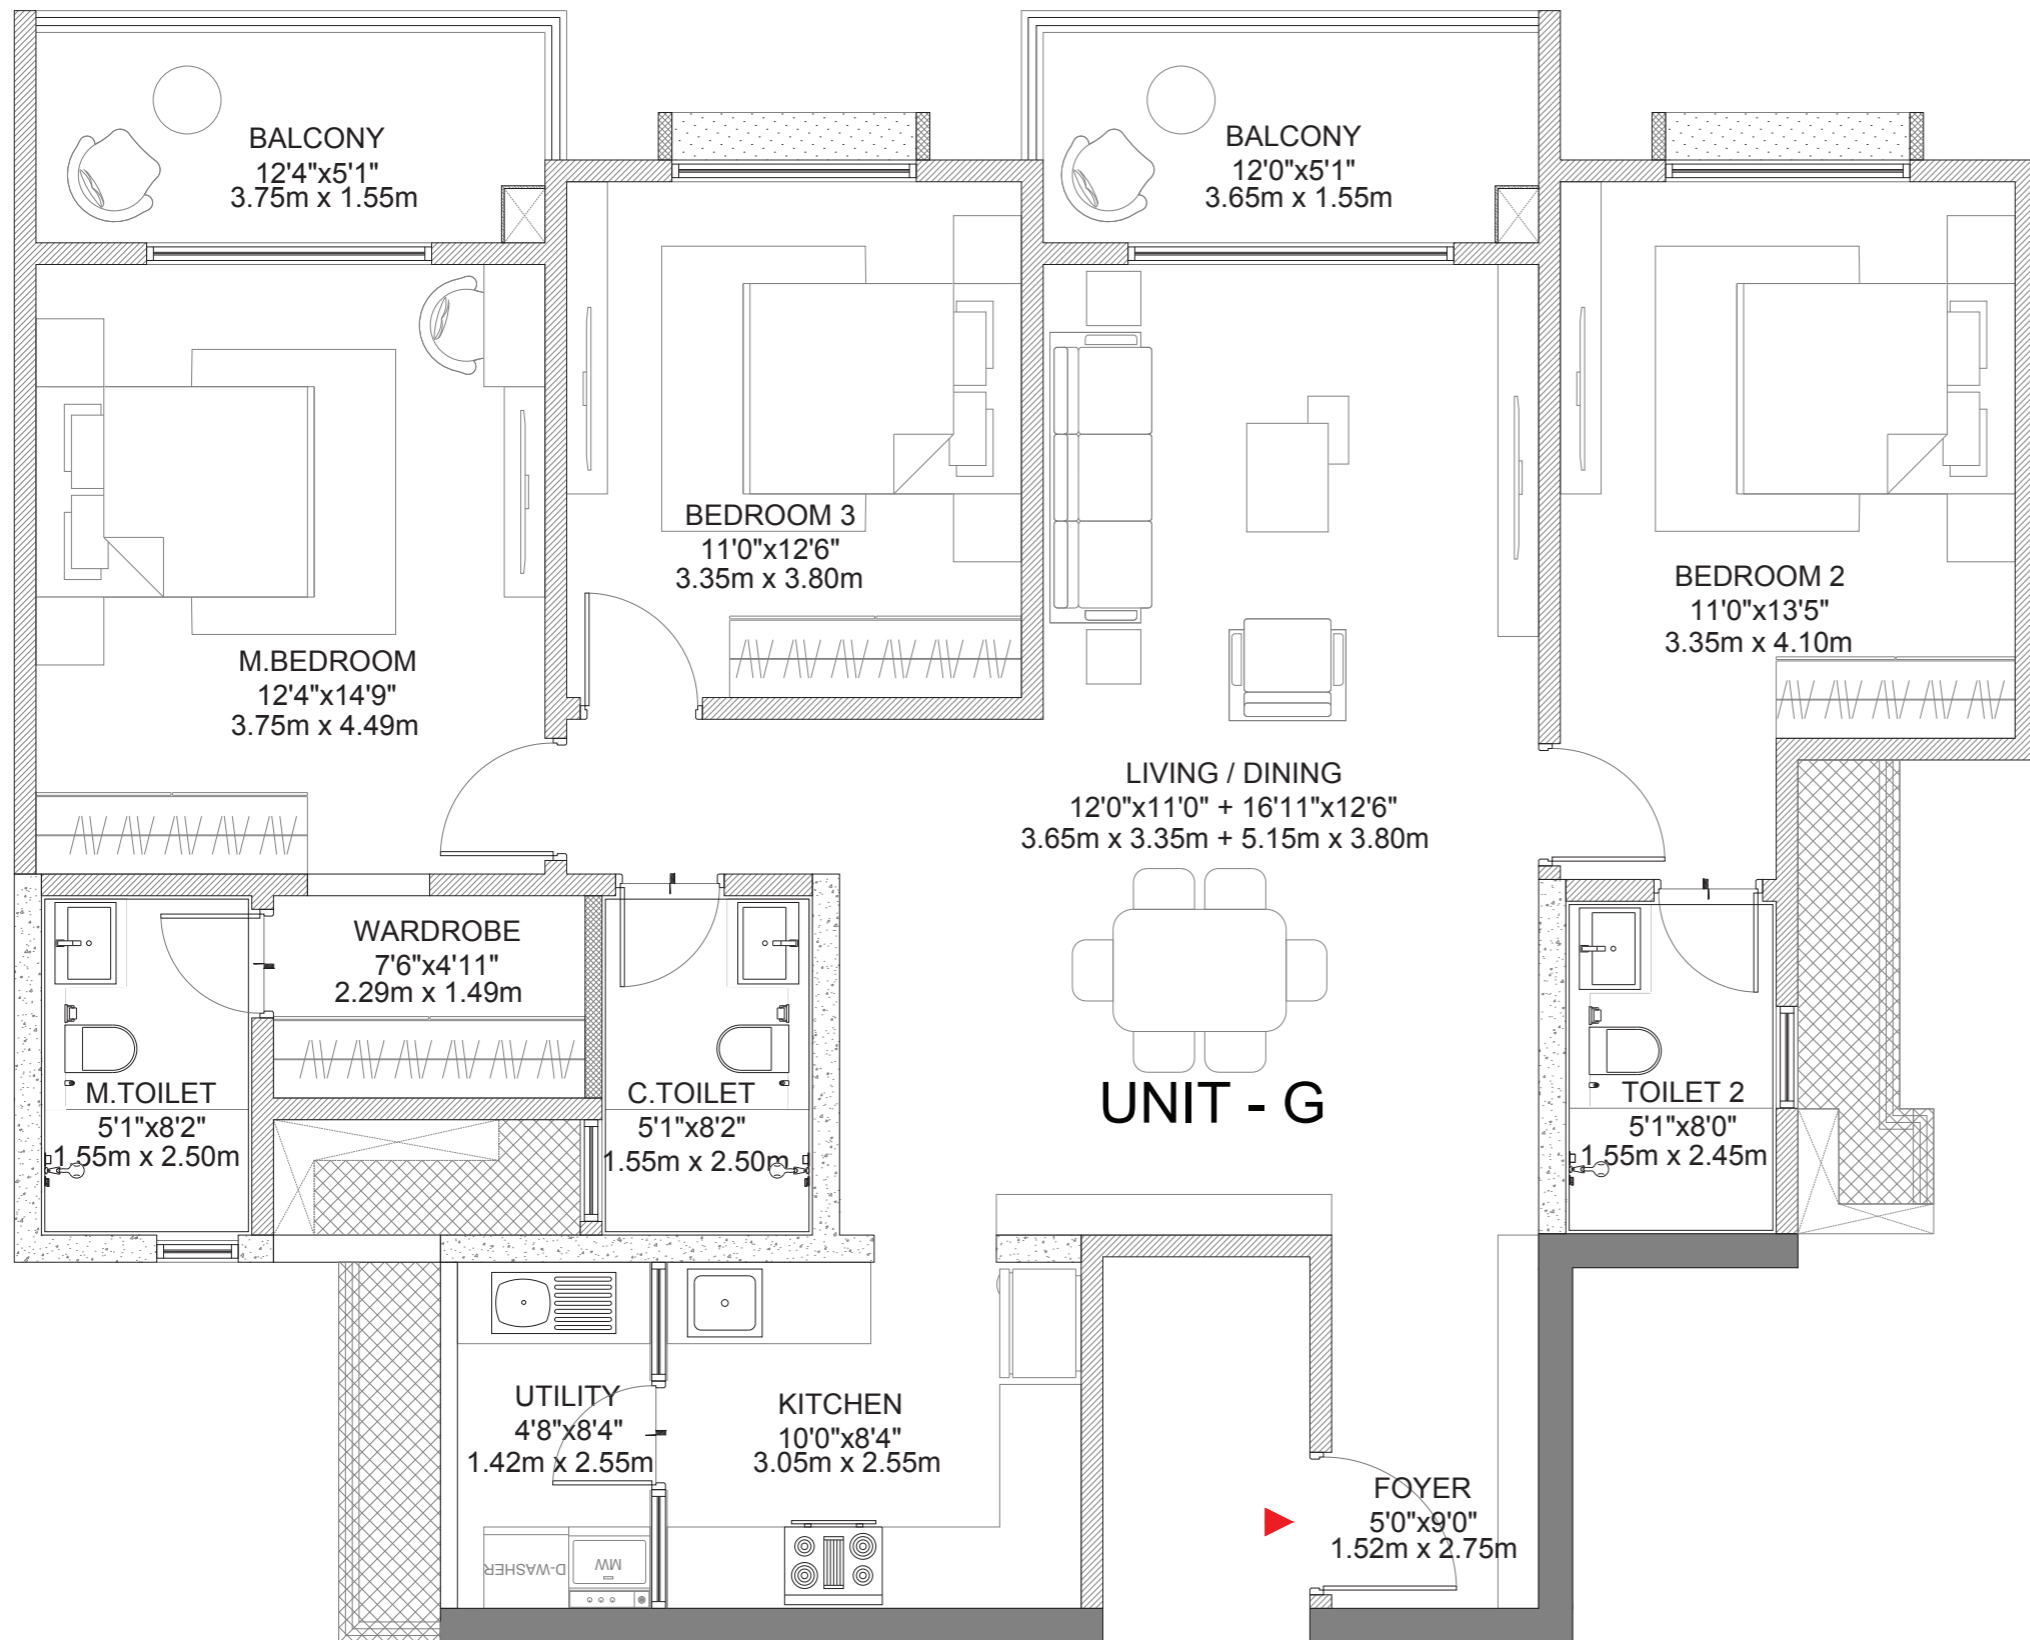 BALCONY
12'4"x5'1"
3.75m x 1.55m
BALCONY
12'0"x5'1"
3.65m x 1.55m
BEDROOM 3
11'0"x12'6"
3.35m x 3.80m
BEDROOM 2
11'0"x13'5"
3.35m x 4.10m
M.BEDROOM
12'4"x14'9"
3.75m x 4.49m
LIVING / DINING
12'0"x11'0" + 16'11"x12'6"
3.65m x 3.35m + 5.15m x 3.80m
WARDROBE
7'6"x4'11"
2.29m x 1.49m
M.TOILET
5'1"x8'2"
1.55m x 2.50m
C.TOILET
5'1"x8'2"
1.55m x 2.50m
UNIT - G
TOILET 2
5'1"x8'0"
1.55m x 2.45m
UTILITY
4'8"x8'4"
1.42m x 2.55m
KITCHEN
10'0"x8'4"
3.05m x 2.55m
FOYER
5'0"x9'0"
1.52m x 2.75m
D-WASHER
MW